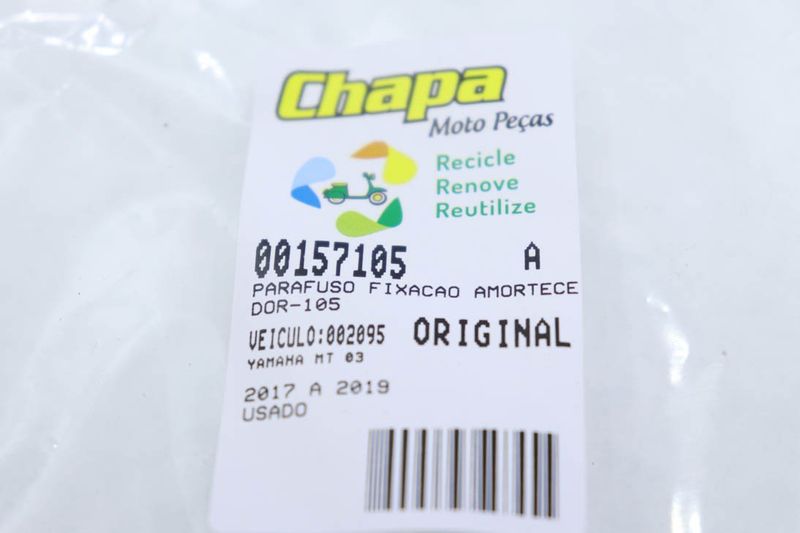 Chapa
Moto Peças
Recicle
Renove
Reutilize
00157105 A
PARAFUSO FIXACAO AMORTECE
DOR-105
VEICULO:002095 ORIGINAL
YAMAHA MT 03
2017 A 2019
USADO